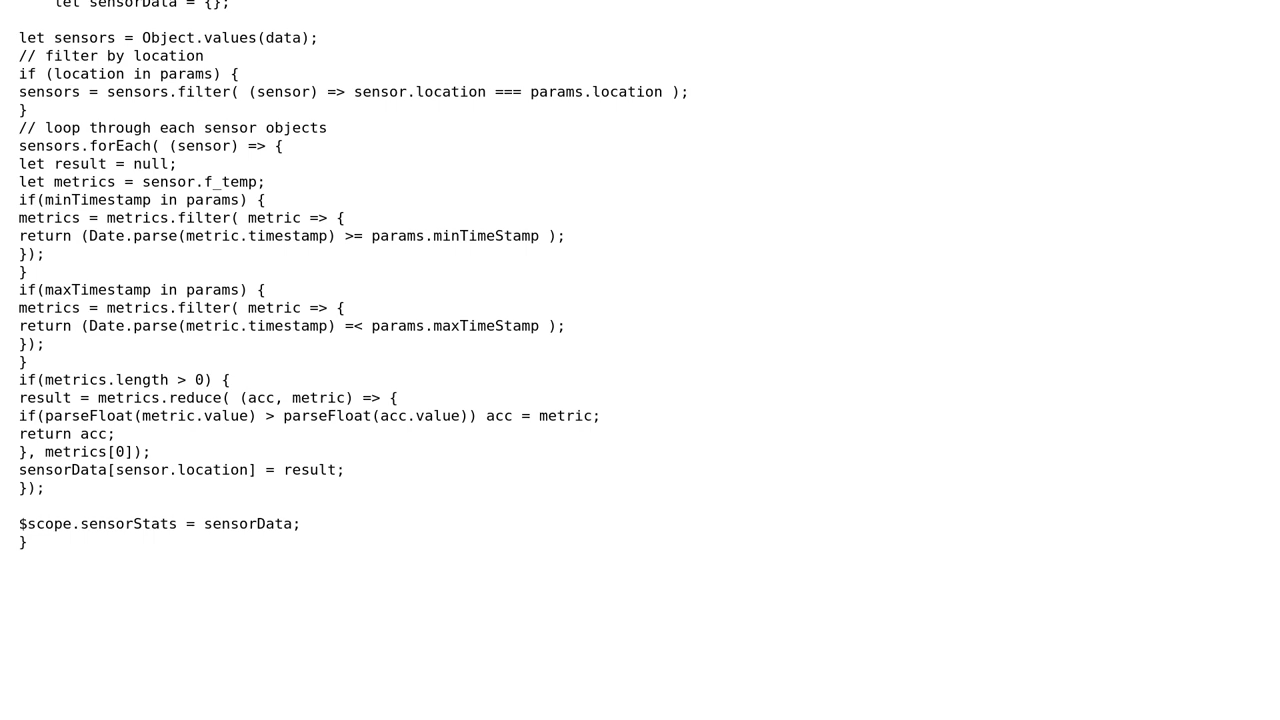 let sensorData = {};
let sensors = Object.values(data);
// filter by location
if (location in params) {
sensors = sensors.filter( (sensor) => sensor.location === params.location );
}
// loop through each sensor objects
sensors.forEach( (sensor) => {
let result = null;
let metrics = sensor.f_temp;
if(minTimestamp in params) {
metrics = metrics.filter( metric => {
return (Date.parse(metric.timestamp) >= params.minTimeStamp );
});
}
if(maxTimestamp in params) {
metrics = metrics.filter( metric => {
return (Date.parse(metric.timestamp) =< params.maxTimeStamp );
});
}
if(metrics.length > 0) {
result = metrics.reduce( (acc, metric) => {
if(parseFloat(metric.value) > parseFloat(acc.value)) acc = metric;
return acc;
}, metrics[0]);
sensorData[sensor.location] = result;
});
$scope.sensorStats = sensorData;
}